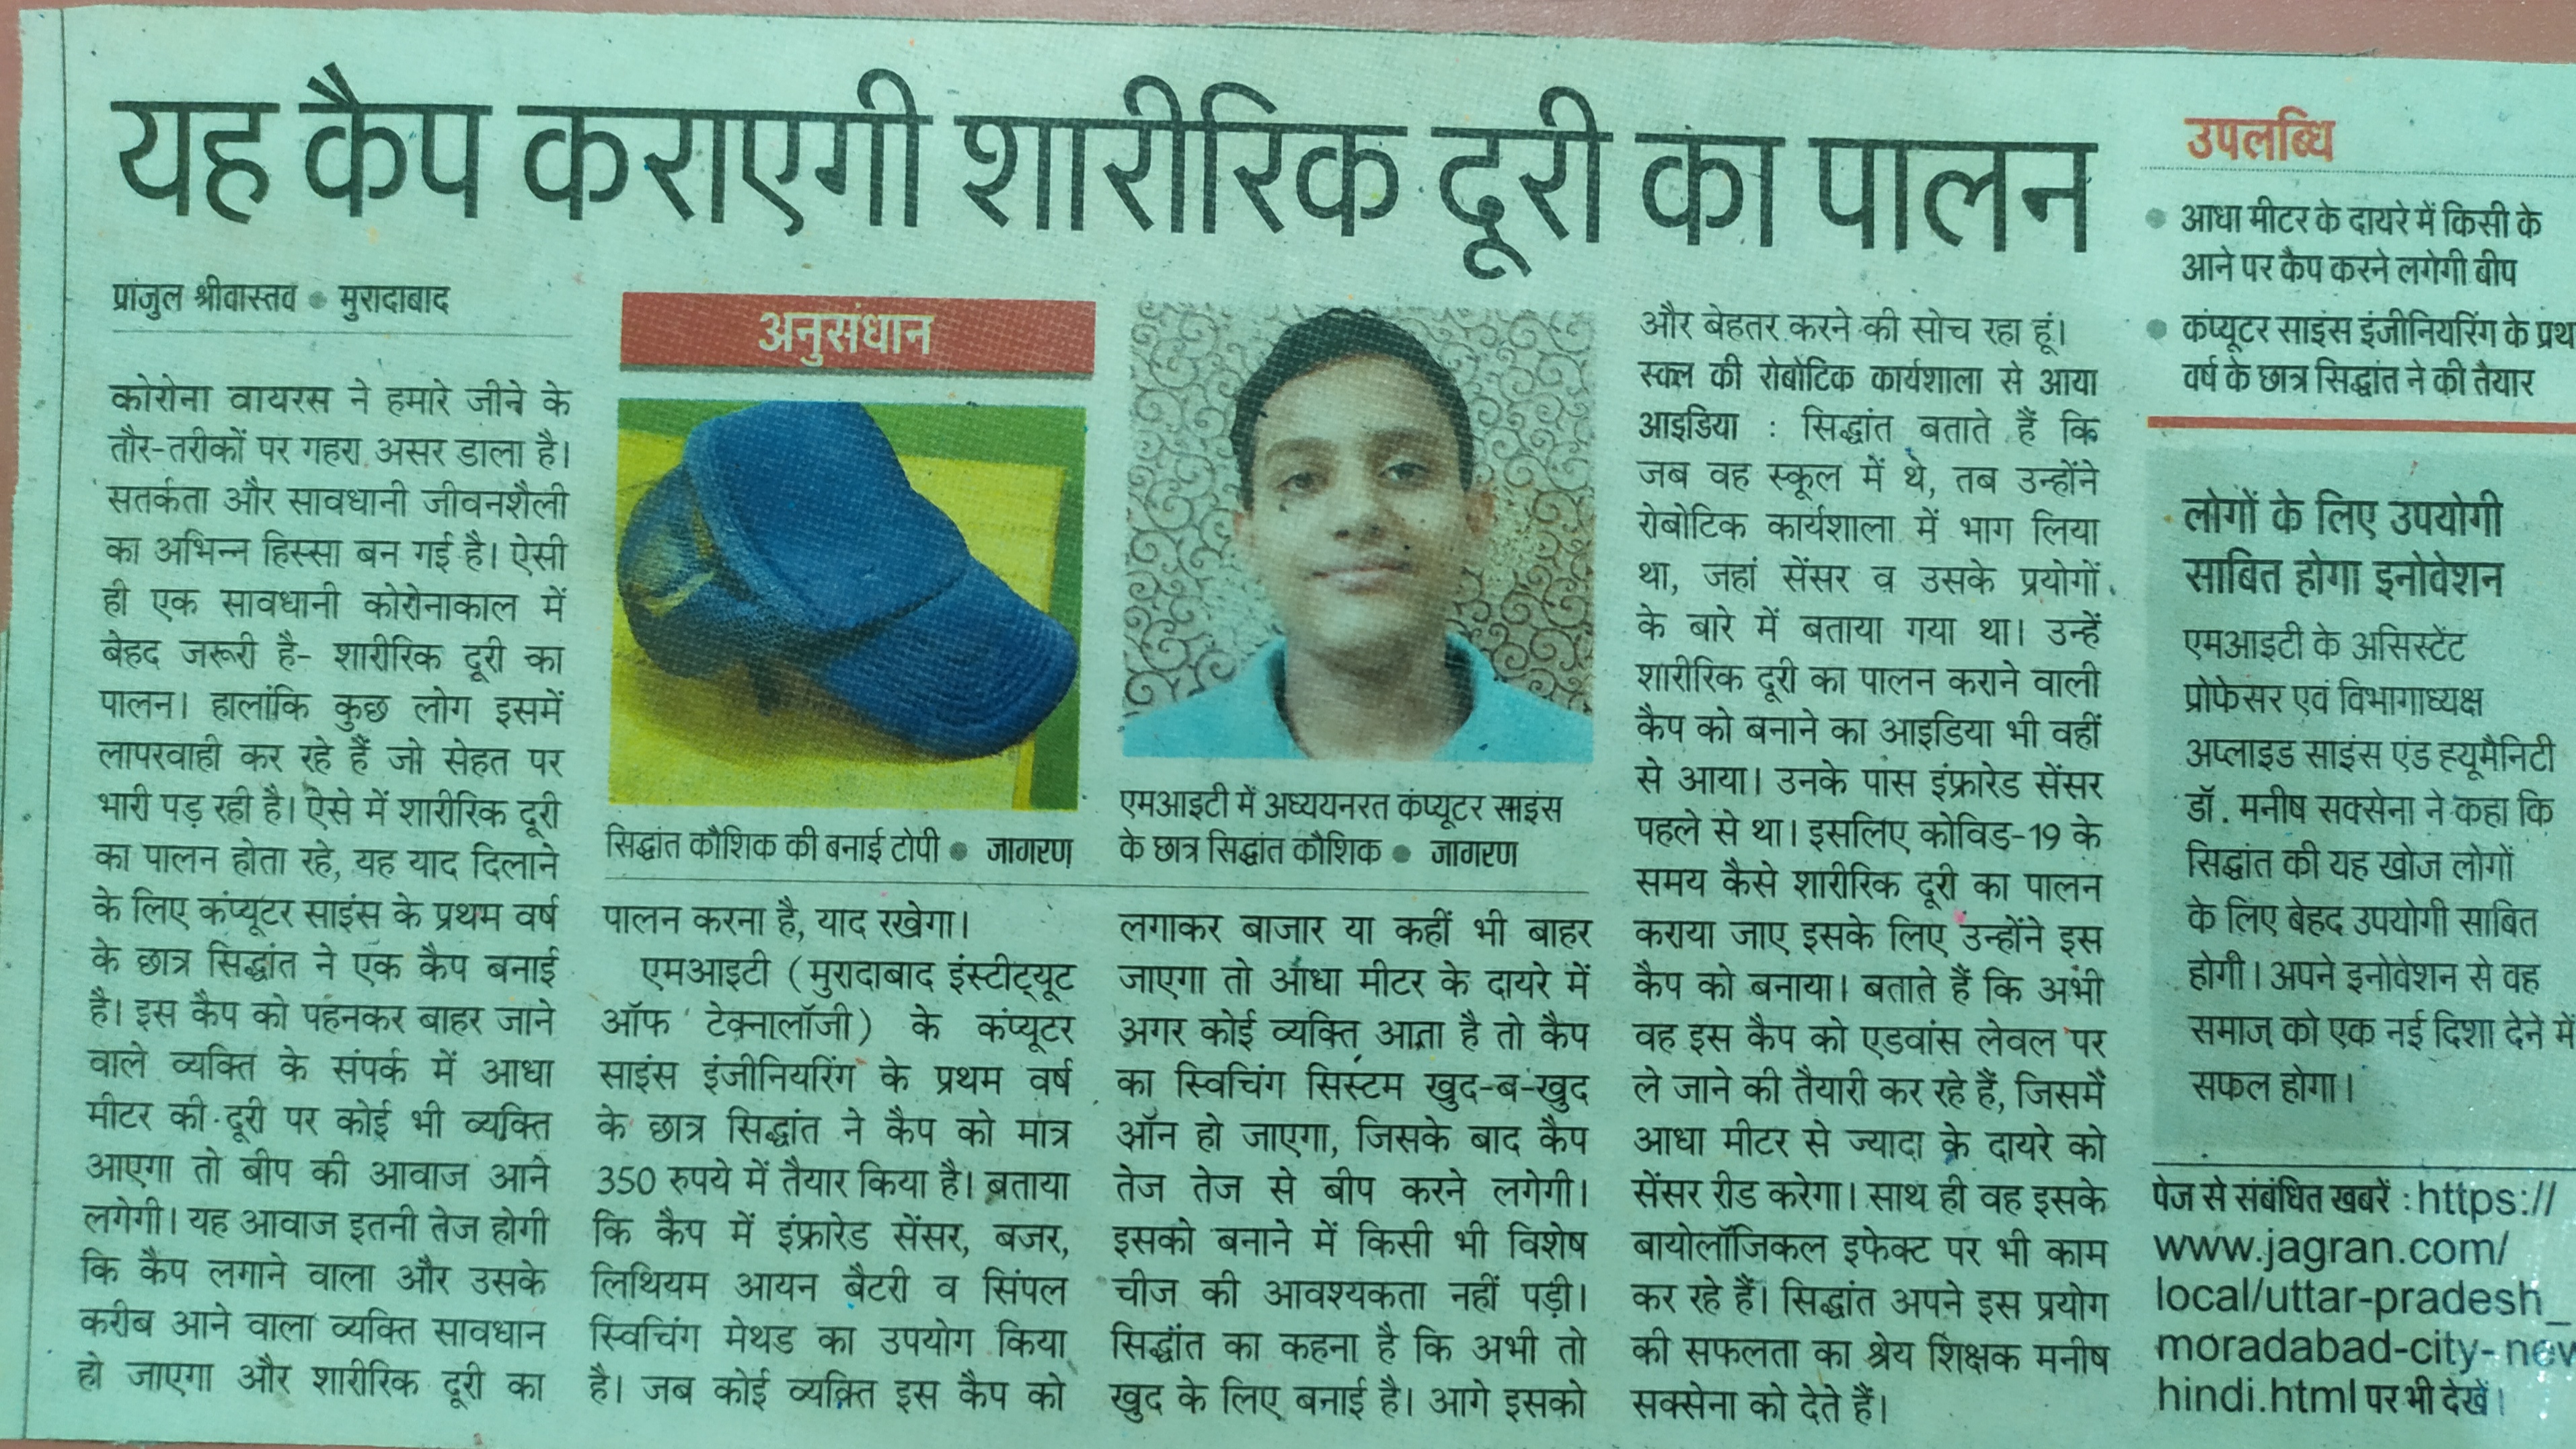 यह कैप कराएगी शारीरिक दूरी का पालन
प्रांजुल श्रीवास्तव ● मुरादाबाद
कोरोना वायरस ने हमारे जीने के
तौर-तरीकों पर गहरा असर डाला है।
सतर्कता और सावधानी जीवनशैली
का अभिन्न हिस्सा बन गई है। ऐसी
ही एक सावधानी कोरोनाकाल में
बेहद जरूरी है- शारीरिक दूरी का
पालन। हालांकि कुछ लोग इसमें
लापरवाही कर रहे हैं जो सेहत पर
भारी पड़ रही है। ऐसे में शारीरिक दूरी
का पालन होता रहे, यह याद दिलाने
के लिए कंप्यूटर साइंस के प्रथम वर्ष
के छात्र सिद्धांत ने एक कैप बनाई
है। इस कैप को पहनकर बाहर जाने
वाले व्यक्ति के संपर्क में आधा
मीटर की दूरी पर कोई भी व्यक्ति
आएगा तो बीप की आवाज आने
लगेगी। यह आवाज इतनी तेज होगी
कि कैप लगाने वाला और उसके
करीब आने वाला व्यक्ति सावधान
हो जाएगा और शारीरिक दूरी का
अनुसंधान
सिद्धांत कौशिक की बनाई टोपी ● जागरण
पालन करना है, याद रखेगा।
एमआइटी (मुरादाबाद इंस्टीट्यूट
ऑफ टेक्नालॉजी) के कंप्यूटर
साइंस इंजीनियरिंग के प्रथम वर्ष
के छात्र सिद्धांत ने कैप को मात्र
350 रुपये में तैयार किया है। बताया
कि कैप में इंफ्रारेड सेंसर, बजर,
लिथियम आयन बैटरी व सिंपल
स्विचिंग मेथड का उपयोग किया
है। जब कोई व्यक्ति इस कैप को
एमआइटी में अध्ययनरत कंप्यूटर साइंस
के छात्र सिद्धांत कौशिक ● जागरण
लगाकर बाजार या कहीं भी बाहर
जाएगा तो आधा मीटर के दायरे में
अगर कोई व्यक्ति आता है तो कैप
का स्विचिंग सिस्टम खुद-ब-खुद
ऑन हो जाएगा, जिसके बाद कैप
तेज तेज से बीप करने लगेगी।
इसको बनाने में किसी भी विशेष
चीज की आवश्यकता नहीं पड़ी।
सिद्धांत का कहना है कि अभी तो
खुद के लिए बनाई है। आगे इसको
और बेहतर करने की सोच रहा हूं।
स्कूल की रोबोटिक कार्यशाला से आया
आइडिया : सिद्धांत बताते हैं कि
जब वह स्कूल में थे, तब उन्होंने
रोबोटिक कार्यशाला में भाग लिया
था, जहां सेंसर व उसके प्रयोगों
के बारे में बताया गया था। उन्हें
शारीरिक दूरी का पालन कराने वाली
कैप को बनाने का आइडिया भी वहीं
से आया। उनके पास इंफ्रारेड सेंसर
पहले से था। इसलिए कोविड-19 के
समय कैसे शारीरिक दूरी का पालन
कराया जाए इसके लिए उन्होंने इस
कैप को बनाया। बताते हैं कि अभी
वह इस कैप को एडवांस लेवल पर
ले जाने की तैयारी कर रहे हैं, जिसमें
आधा मीटर से ज्यादा के दायरे को
सेंसर रीड करेगा। साथ ही वह इसके
बायोलॉजिकल इफेक्ट पर भी काम
कर रहे हैं। सिद्धांत अपने इस प्रयोग
की सफलता का श्रेय शिक्षक मनीष
सक्सेना को देते हैं।
उपलब्धि
● आधा मीटर के दायरे में किसी के
आने पर कैप करने लगेगी बीप
● कंप्यूटर साइंस इंजीनियरिंग के प्रथ
वर्ष के छात्र सिद्धांत ने की तैयार
लोगों के लिए उपयोगी
साबित होगा इनोवेशन
एमआइटी के असिस्टेंट
प्रोफेसर एवं विभागाध्यक्ष
अप्लाइड साइंस एंड ह्यूमैनिटी
डॉ. मनीष सक्सेना ने कहा कि
सिद्धांत की यह खोज लोगों
के लिए बेहद उपयोगी साबित
होगी। अपने इनोवेशन से वह
समाज को एक नई दिशा देने में
सफल होगा।
पेज से संबंधित खबरें : https://
www.jagran.com/
local/uttar-pradesh_
moradabad-city- nev
hindi.html पर भी देखें।